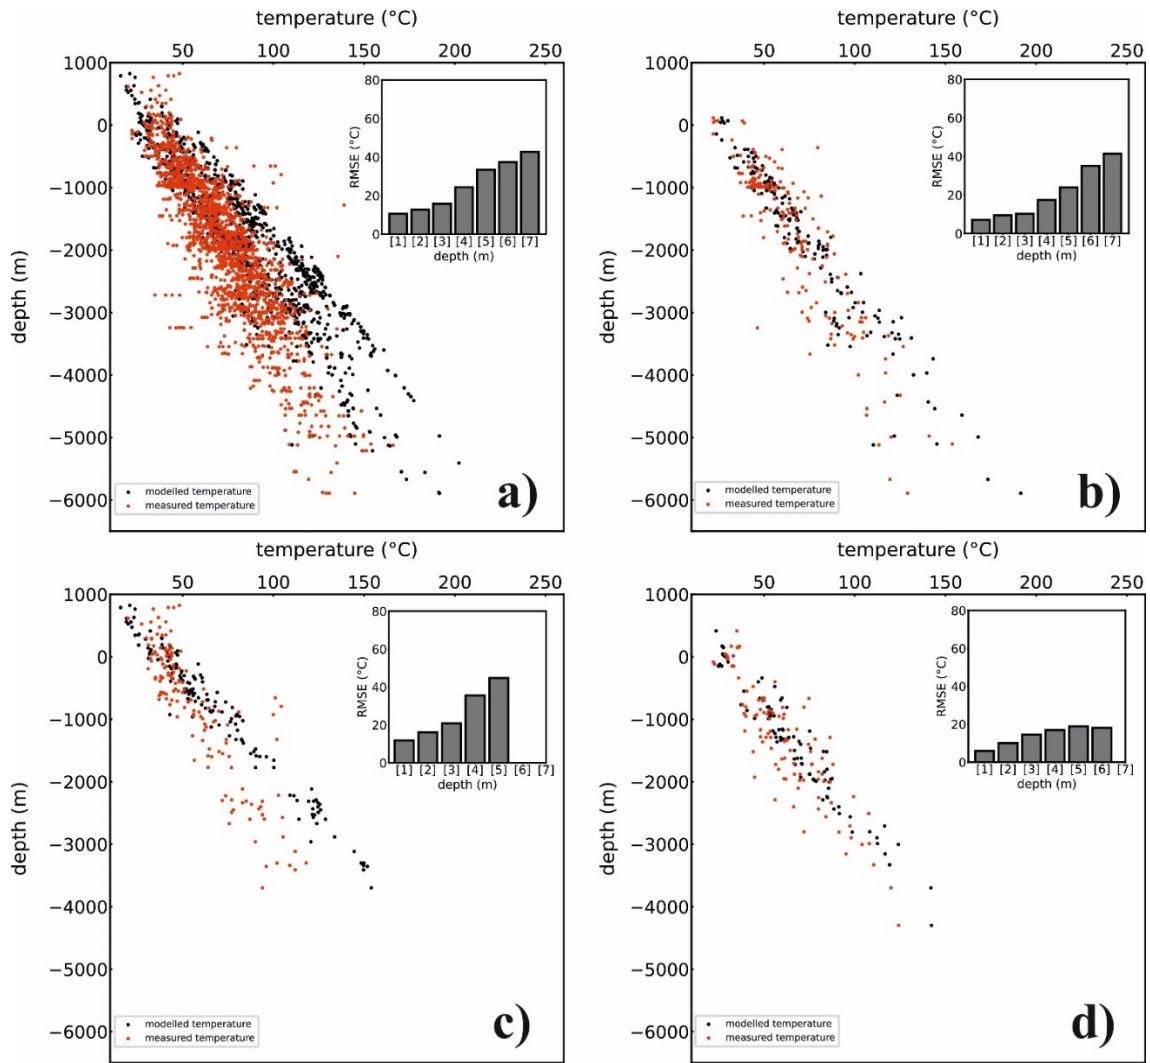 temperature (°C)
50 100 150 200 250
1000
0
−1000
−2000
−3000
−4000
−5000
−6000
depth (m)
80
60
40
20
0
RMSE (°C)
[1] [2] [3] [4] [5] [6] [7]
depth (m)
modelled temperature
measured temperature
a)
temperature (°C)
50 100 150 200 250
1000
0
−1000
−2000
−3000
−4000
−5000
−6000
depth (m)
80
60
40
20
0
RMSE (°C)
[1] [2] [3] [4] [5] [6] [7]
depth (m)
modelled temperature
measured temperature
b)
temperature (°C)
50 100 150 200 250
1000
0
−1000
−2000
−3000
−4000
−5000
−6000
depth (m)
80
60
40
20
0
RMSE (°C)
[1] [2] [3] [4] [5] [6] [7]
depth (m)
modelled temperature
measured temperature
c)
temperature (°C)
50 100 150 200 250
1000
0
−1000
−2000
−3000
−4000
−5000
−6000
depth (m)
80
60
40
20
0
RMSE (°C)
[1] [2] [3] [4] [5] [6] [7]
depth (m)
modelled temperature
measured temperature
d)